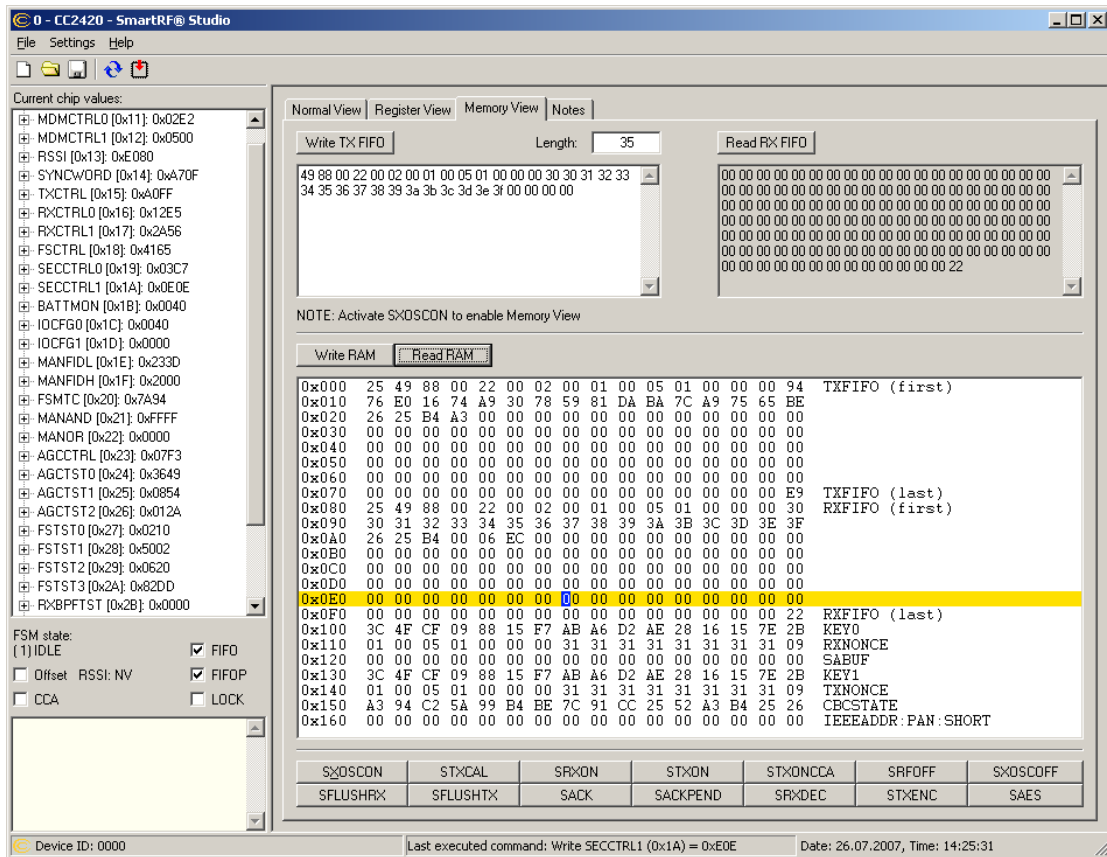 0 - CC2420 - SmartRF® Studio
File Settings Help
Current chip values:
MDMCTRL0 [0x11]: 0x02E2
MDMCTRL1 [0x12]: 0x0500
RSSI [0x13]: 0xE080
SYNCWORD [0x14]: 0xA70F
TXCTRL [0x15]: 0xA0FF
RXCTRL0 [0x16]: 0x12E5
RXCTRL1 [0x17]: 0x2A56
FSCTRL [0x18]: 0x4165
SECCTRL0 [0x19]: 0x03C7
SECCTRL1 [0x1A]: 0x0E0E
BATTMON [0x1B]: 0x0040
IOCFG0 [0x1C]: 0x0040
IOCFG1 [0x1D]: 0x0000
MANFIDL [0x1E]: 0x233D
MANFIDH [0x1F]: 0x2000
FSMTC [0x20]: 0x7A94
MANAND [0x21]: 0xFFFF
MANOR [0x22]: 0x0000
AGCCTRL [0x23]: 0x07F3
AGCTST0 [0x24]: 0x3649
AGCTST1 [0x25]: 0x0854
AGCTST2 [0x26]: 0x012A
FSTST0 [0x27]: 0x0210
FSTST1 [0x28]: 0x5002
FSTST2 [0x29]: 0x0620
FSTST3 [0x2A]: 0x82DD
RXBPFTST [0x2B]: 0x0000
FSM state:
(1) IDLE FIFO
Offset RSSI: NV FIFOP
CCA LOCK
Normal View Register View Memory View Notes
Write TX FIFO Length: 35 Read RX FIFO
49 88 00 22 00 02 00 01 00 05 01 00 00 00 30 30 31 32 33
34 35 36 37 38 39 3a 3b 3c 3d 3e 3f 00 00 00 00
00 00 00 00 00 00 00 00 00 00 00 00 00 00 00 00 00 00 00
00 00 00 00 00 00 00 00 00 00 00 00 00 00 00 00 00 00 00
00 00 00 00 00 00 00 00 00 00 00 00 00 00 00 00 00 00 00
00 00 00 00 00 00 00 00 00 00 00 00 00 00 00 00 00 00 00
00 00 00 00 00 00 00 00 00 00 00 00 00 00 00 00 00 00 00
00 00 00 00 00 00 00 00 00 00 00 00 00 00 00 00 00 00 00
00 00 00 00 00 00 00 00 00 00 00 00 00 22
NOTE: Activate SXOSCON to enable Memory View
Write RAM Read RAM
0x000 25 49 88 00 22 00 02 00 01 00 05 01 00 00 00 94 TXFIFO (first)
0x010 76 E0 16 74 A9 30 78 59 81 DA BA 7C A9 75 65 BE
0x020 26 25 B4 A3 00 00 00 00 00 00 00 00 00 00 00 00
0x030 00 00 00 00 00 00 00 00 00 00 00 00 00 00 00 00
0x040 00 00 00 00 00 00 00 00 00 00 00 00 00 00 00 00
0x050 00 00 00 00 00 00 00 00 00 00 00 00 00 00 00 00
0x060 00 00 00 00 00 00 00 00 00 00 00 00 00 00 00 00
0x070 00 00 00 00 00 00 00 00 00 00 00 00 00 00 00 E9 TXFIFO (last)
0x080 25 49 88 00 22 00 02 00 01 00 05 01 00 00 00 30 RXFIFO (first)
0x090 30 31 32 33 34 35 36 37 38 39 3A 3B 3C 3D 3E 3F
0x0A0 26 25 B4 00 06 EC 00 00 00 00 00 00 00 00 00 00
0x0B0 00 00 00 00 00 00 00 00 00 00 00 00 00 00 00 00
0x0C0 00 00 00 00 00 00 00 00 00 00 00 00 00 00 00 00
0x0D0 00 00 00 00 00 00 00 00 00 00 00 00 00 00 00 00
0x0E0 00 00 00 00 00 00 00 00 00 00 00 00 00 00 00 00
0x0F0 00 00 00 00 00 00 00 00 00 00 00 00 00 00 00 22 RXFIFO (last)
0x100 3C 4F CF 09 88 15 F7 AB A6 D2 AE 28 16 15 7E 2B KEY0
0x110 01 00 05 01 00 00 00 31 31 31 31 31 31 31 31 09 RXNONCE
0x120 00 00 00 00 00 00 00 00 00 00 00 00 00 00 00 00 SABUF
0x130 3C 4F CF 09 88 15 F7 AB A6 D2 AE 28 16 15 7E 2B KEY1
0x140 01 00 05 01 00 00 00 31 31 31 31 31 31 31 31 09 TXNONCE
0x150 A3 94 C2 5A 99 B4 BE 7C 91 CC 25 52 A3 B4 25 26 CBCSTATE
0x160 00 00 00 00 00 00 00 00 00 00 00 00 00 00 00 00 IEEEADDR:PAN:SHORT
SXOSCON STXCAL SRXON STXON STXONCCA SRFOFF SXOSCOFF
SFLUSHRX SFLUSHTX SACK SACKPEND SRXDEC STXENC SAES
Device ID: 0000 Last executed command: Write SECCTRL1 (0x1A) = 0xE0E Date: 26.07.2007, Time: 14:25:31